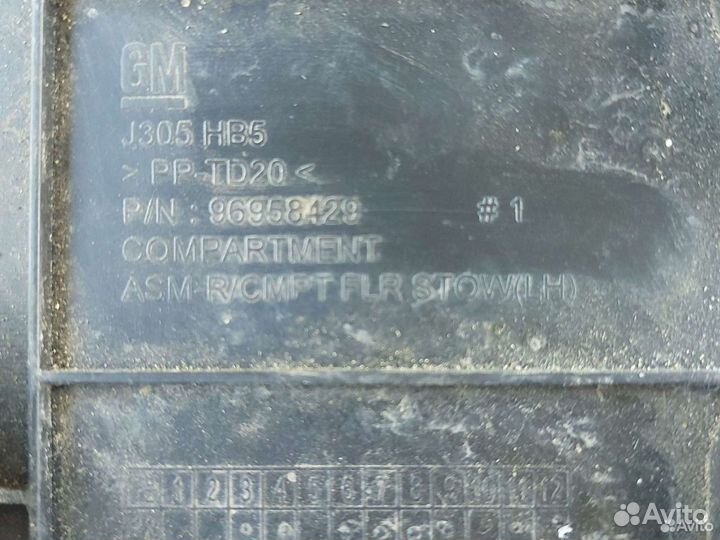 GM
J305 HB5
> PP-TD20 <
P/N : 96958429 # 1
COMPARTMENT
ASM-R/CMPT FLR STOW(LH)
1 2 3 4 5 6 7 8 9 10 11 12
Avito
Avito